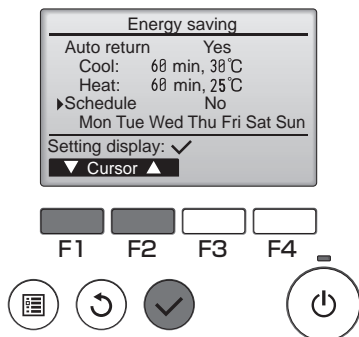 Energy saving
Auto return Yes
Cool: 60 min, 30℃
Heat: 60 min, 25℃
▶Schedule No
Mon Tue Wed Thu Fri Sat Sun
Setting display: ✓
▼ Cursor ▲
F1 F2 F3 F4